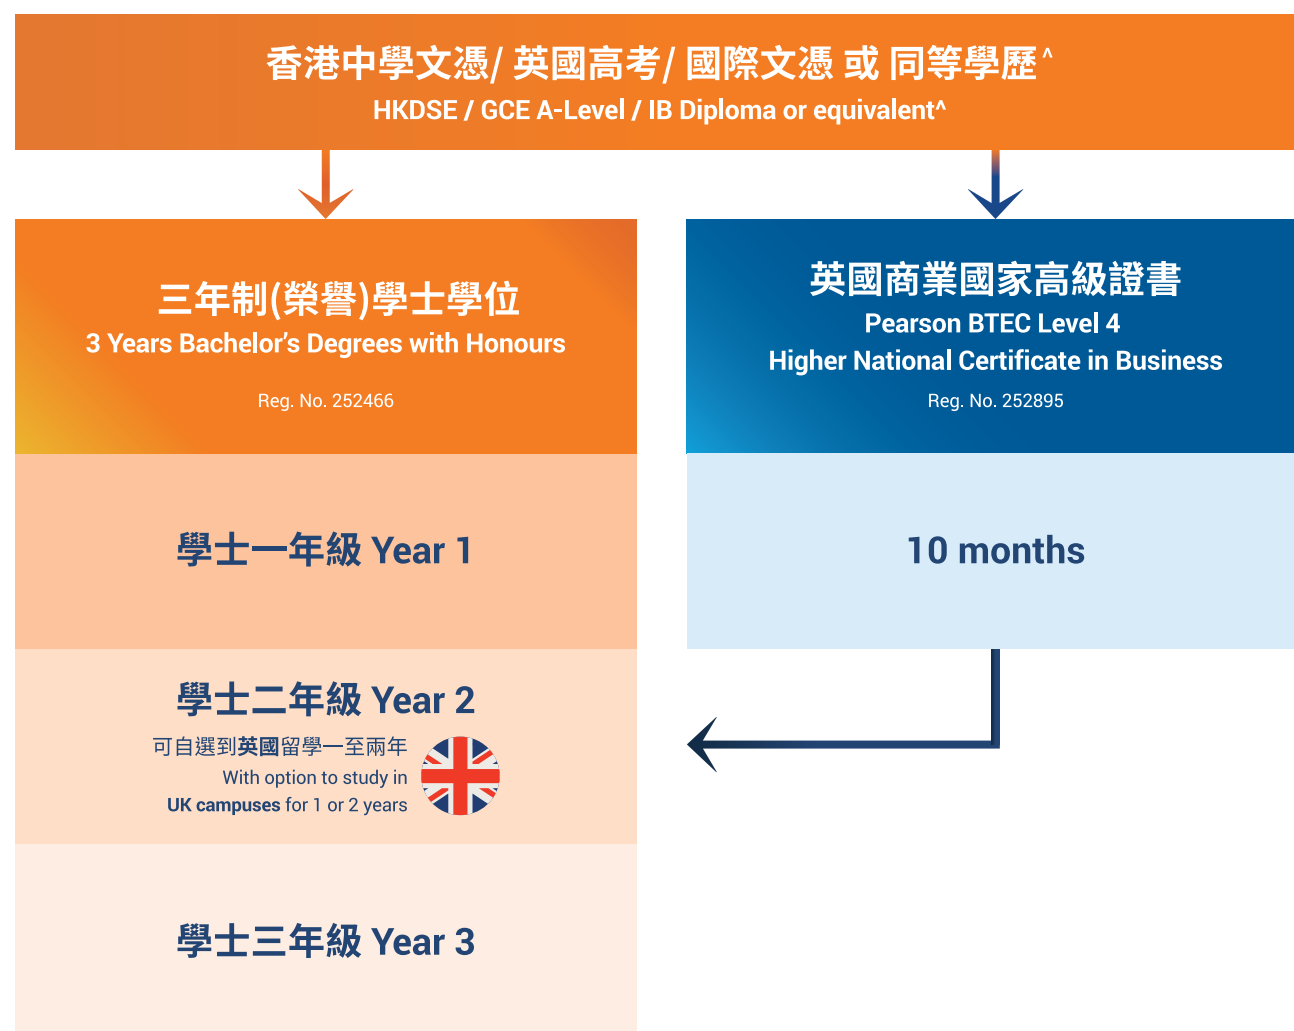 香港中學文憑/ 英國高考/ 國際文憑 或 同等學歷^
HKDSE / GCE A-Level / IB Diploma or equivalent^
三年制(榮譽)學士學位
3 Years Bachelor’s Degrees with Honours
Reg. No. 252466
英國商業國家高級證書
Pearson BTEC Level 4
Higher National Certificate in Business
Reg. No. 252895
學士一年級 Year 1
10 months
學士二年級 Year 2
可自選到英國留學一至兩年
With option to study in
UK campuses for 1 or 2 years
學士三年級 Year 3